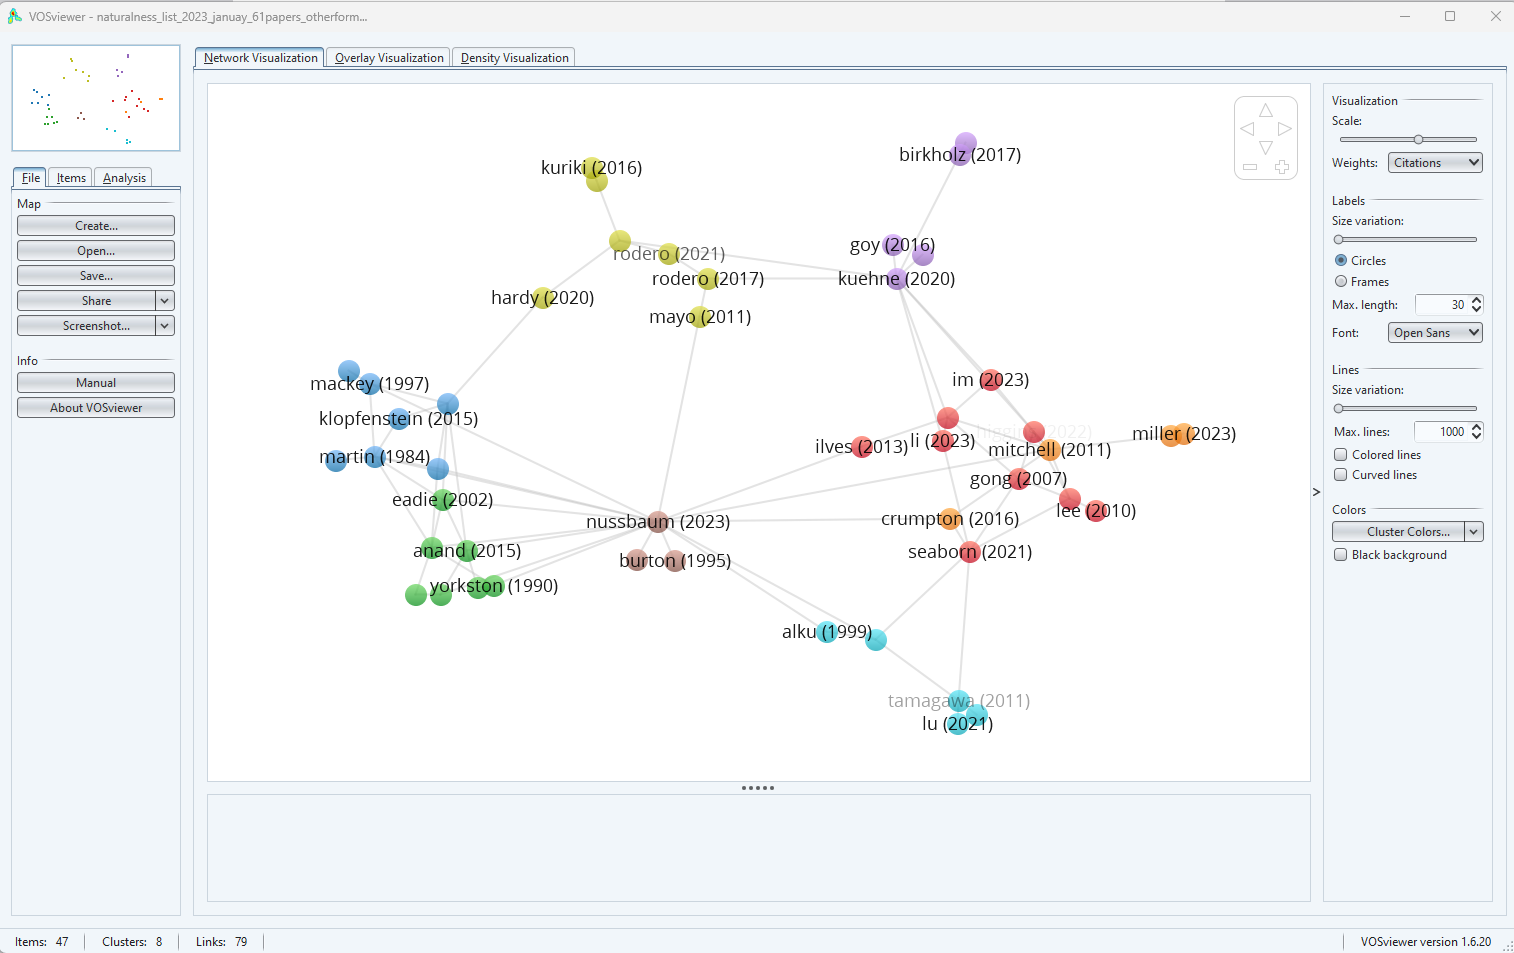 VOSviewer - naturalness_list_2023_januay_61papers_otherform...
Network Visualization
Overlay Visualization
Density Visualization
File
Items
Analysis
Map
Create...
Open...
Save...
Share
Screenshot...
Info
Manual
About VOSviewer
birkholz (2017)
kuriki (2016)
goy (2016)
rodero (2021)
rodero (2017)
kuehne (2020)
hardy (2020)
mayo (2011)
mackey (1997)
im (2023)
klopfenstein (2015)
higgins (2022)
miller (2023)
ilves (2013)
li (2023)
mitchell (2011)
martin (1984)
gong (2007)
eadie (2002)
lee (2010)
nussbaum (2023)
crumpton (2016)
anand (2015)
seaborn (2021)
burton (1995)
yorkston (1990)
alku (1999)
tamagawa (2011)
lu (2021)
Visualization
Scale:
Weights: Citations
Labels
Size variation:
Circles
Frames
Max. length: 30
Font: Open Sans
Lines
Size variation:
Max. lines: 1000
Colored lines
Curved lines
Colors
Cluster Colors...
Black background
Items: 47
Clusters: 8
Links: 79
VOSviewer version 1.6.20